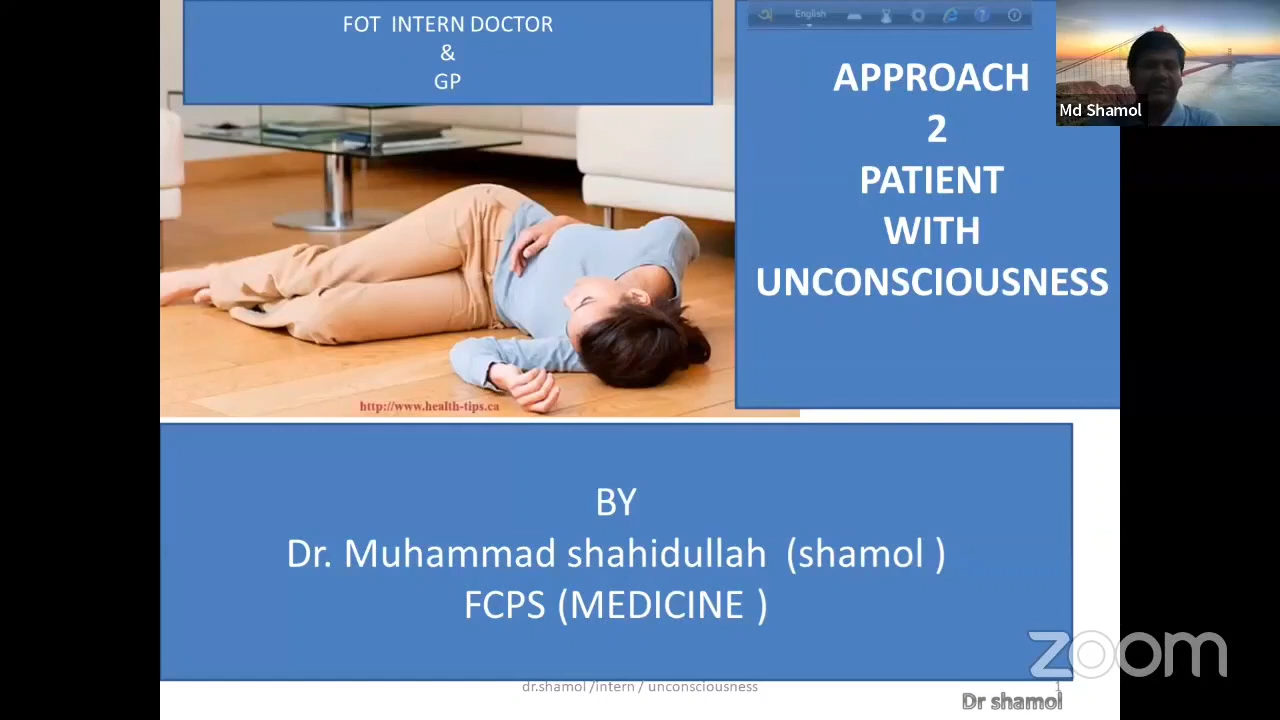 FOT INTERN DOCTOR
&
GP
English
APPROACH
2
PATIENT
WITH
UNCONSCIOUSNESS
Md Shamol
http://www.health-tips.ca
BY
Dr. Muhammad shahidullah (shamol )
FCPS (MEDICINE )
zoom
dr.shamol /intern / unconsciousness
1
Dr shamol